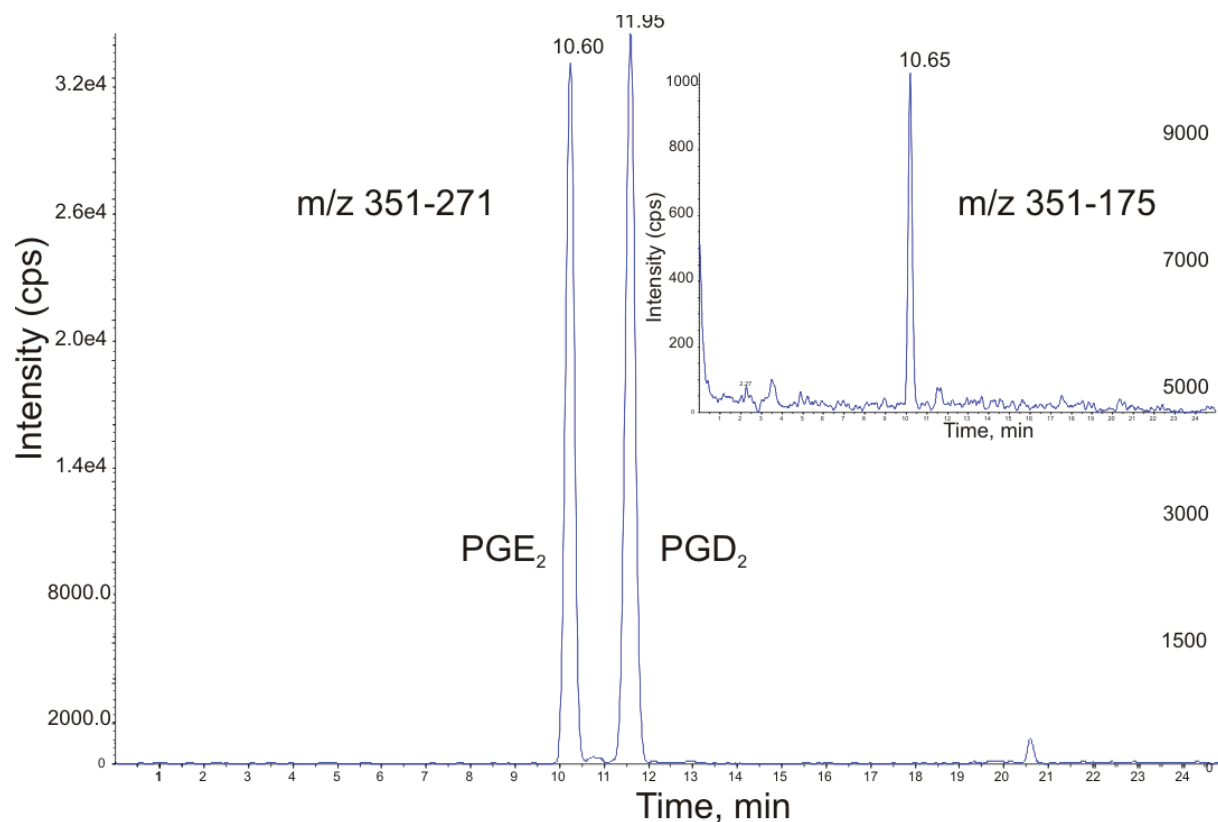 11.95
10.60
3.2e4
m/z 351-271
2.6e4
2.0e4
1.4e4
8000.0
2000.0
0
Intensity (cps)
PGE₂
PGD₂
1 2 3 4 5 6 7 8 9 10 11 12 13 14 15 16 17 18 19 20 21 22 23 24
Time, min
10.65
1000
800
600
400
200
0
Intensity (cps)
m/z 351-175
2.27
1 2 3 4 5 6 7 8 9 10 11 12 13 14 15 16 17 18 19 20 21 22 23 24
Time, min
9000
7000
5000
3000
1500
0